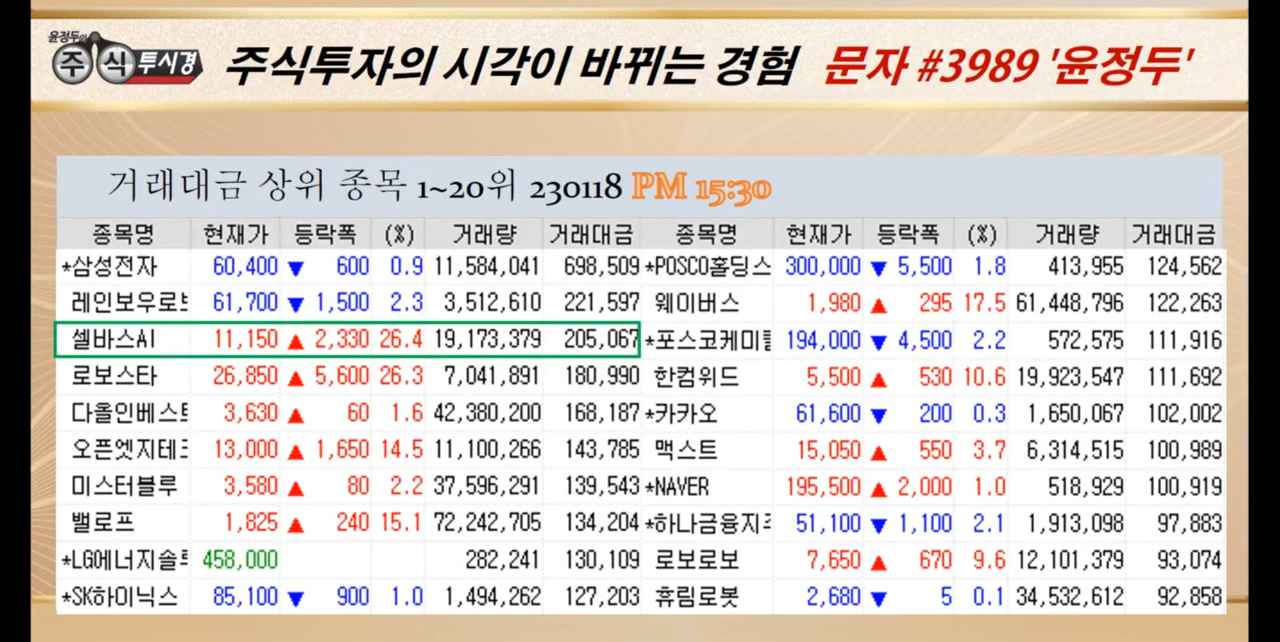 윤정두의
주식투시경
주식투자의 시각이 바뀌는 경험 문자 #3989 '윤정두'
거래대금 상위 종목 1~20위 230118 PM 15:30
종목명 현재가 등락폭 (%) 거래량 거래대금 종목명 현재가 등락폭 (%) 거래량 거래대금
*삼성전자 60,400 ▼ 600 0.9 11,584,041 698,509 *POSCO홀딩스 300,000 ▼ 5,500 1.8 413,955 124,562
레인보우로보 61,700 ▼ 1,500 2.3 3,512,610 221,597 웨이버스 1,980 ▲ 295 17.5 61,448,796 122,263
셀바스AI 11,150 ▲ 2,330 26.4 19,173,379 205,067 *포스코케미 194,000 ▼ 4,500 2.2 572,575 111,916
로보스타 26,850 ▲ 5,600 26.3 7,041,891 180,990 한컴위드 5,500 ▲ 530 10.6 19,923,547 111,692
다올인베스트 3,630 ▲ 60 1.6 42,380,200 168,187 *카카오 61,600 ▼ 200 0.3 1,650,067 102,002
오픈엣지테크 13,000 ▲ 1,650 14.5 11,100,266 143,785 맥스트 15,050 ▲ 550 3.7 6,314,515 100,989
미스터블루 3,580 ▲ 80 2.2 37,596,291 139,543 *NAVER 195,500 ▲ 2,000 1.0 518,929 100,919
밸로프 1,825 ▲ 240 15.1 72,242,705 134,204 *하나금융지주 51,100 ▼ 1,100 2.1 1,913,098 97,883
*LG에너지솔루 458,000 282,241 130,109 로보로보 7,650 ▲ 670 9.6 12,101,379 93,074
*SK하이닉스 85,100 ▼ 900 1.0 1,494,262 127,203 휴림로봇 2,680 ▼ 5 0.1 34,532,612 92,858